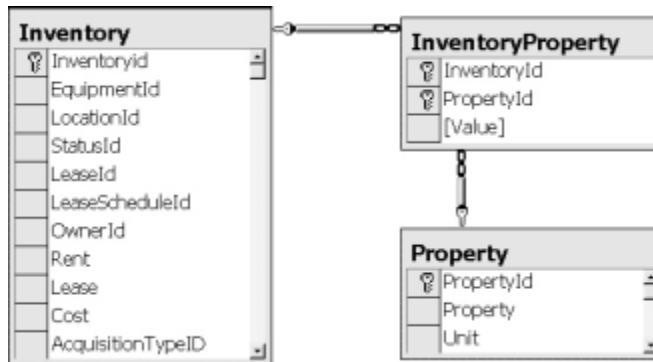 Inventory
Inventoryid
EquipmentId
LocationId
StatusId
LeaseId
LeaseScheduleId
OwnerId
Rent
Lease
Cost
AcquisitionTypeID
InventoryProperty
InventoryId
PropertyId
[Value]
Property
PropertyId
Property
Unit